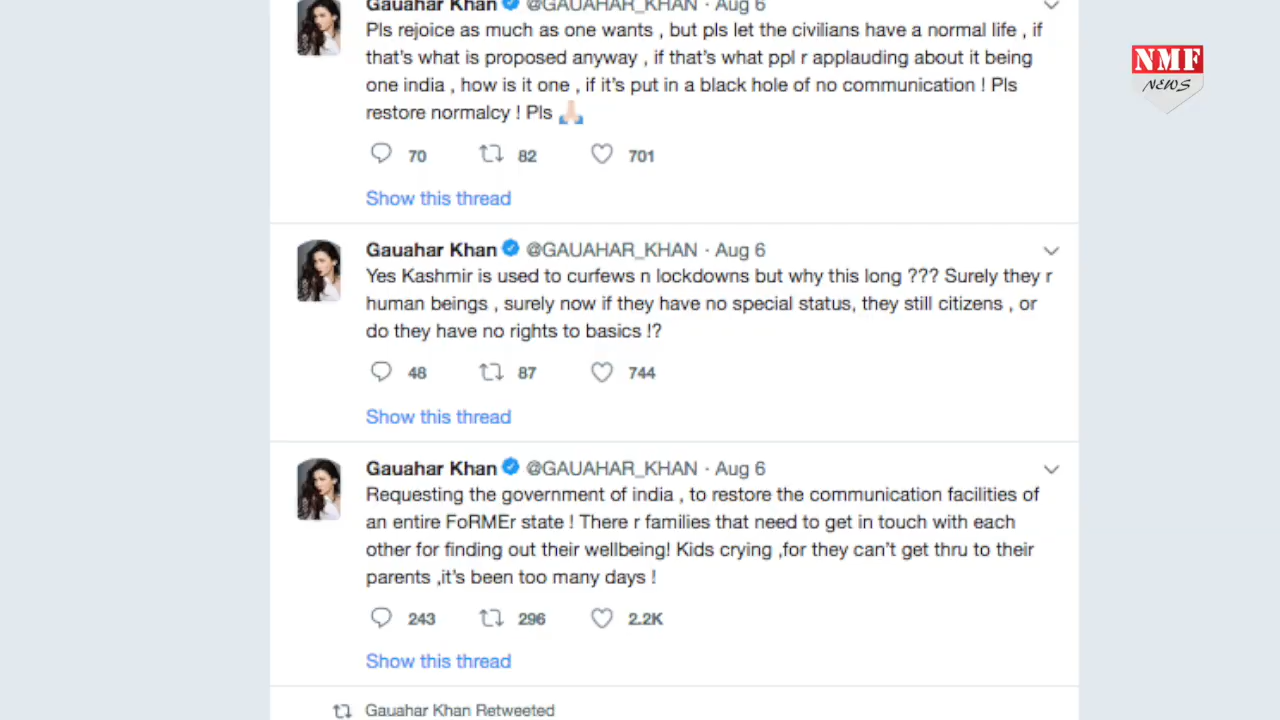 Gauahar Khan @GAUAHAR_KHAN · Aug 6
Pls rejoice as much as one wants , but pls let the civilians have a normal life , if
that's what is proposed anyway , if that's what ppl r applauding about it being
one india , how is it one , if it's put in a black hole of no communication ! Pls
restore normalcy ! Pls 🙏🏻
70 82 701
Show this thread
Gauahar Khan @GAUAHAR_KHAN · Aug 6
Yes Kashmir is used to curfews n lockdowns but why this long ??? Surely they r
human beings , surely now if they have no special status, they still citizens , or
do they have no rights to basics !?
48 87 744
Show this thread
Gauahar Khan @GAUAHAR_KHAN · Aug 6
Requesting the government of india , to restore the communication facilities of
an entire FoRMEr state ! There r families that need to get in touch with each
other for finding out their wellbeing! Kids crying ,for they can't get thru to their
parents ,it's been too many days !
243 296 2.2K
Show this thread
Gauahar Khan Retweeted
NMF
NEWS